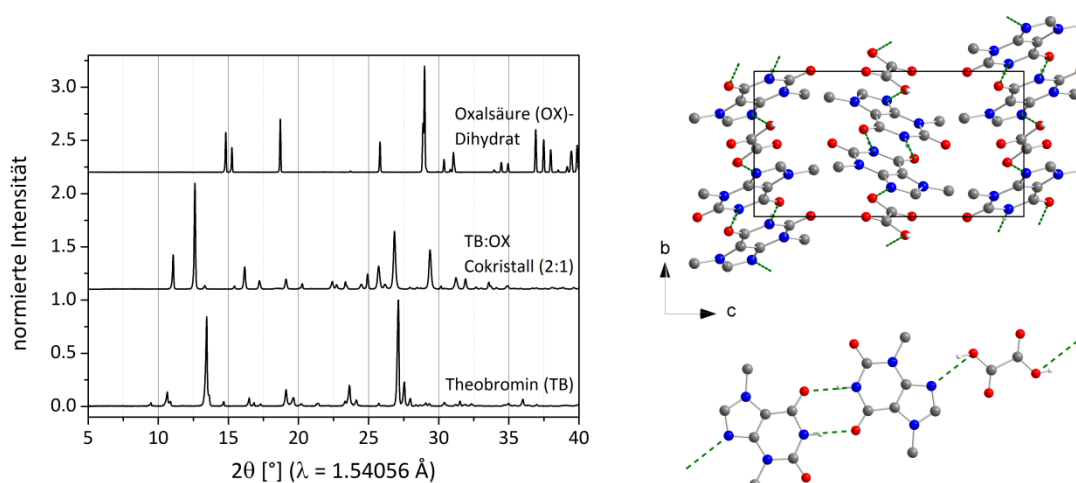 normierte Intensität
3.0
2.5
2.0
1.5
1.0
0.5
0.0
Oxalsäure (OX)-
Dihydrat
TB:OX
Cokristall (2:1)
Theobromin (TB)
5 10 15 20 25 30 35 40
2θ [°] (λ = 1.54056 Å)
b
c